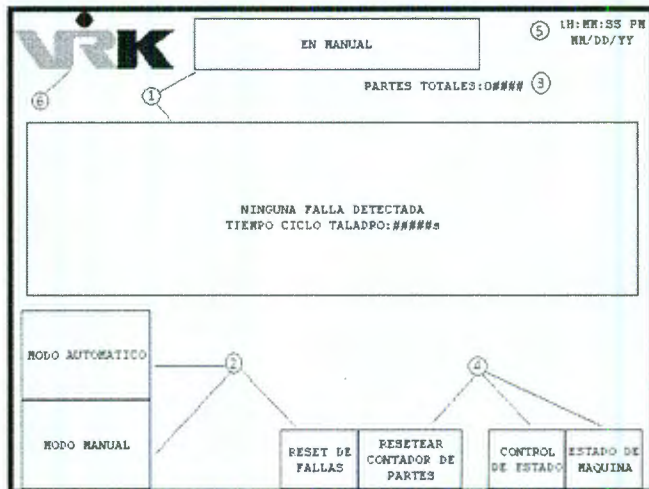 VRK
EN MANUAL
5
1H:MM:SS PM
MM/DD/YY
6
1
PARTES TOTALES:0####
3
NINGUNA FALLA DETECTADA
TIEMPO CICLO TALADRO:#####s
MODO AUTOMATICO
2
4
MODO MANUAL
RESET DE
FALLAS
RESETEAR
CONTADOR DE
PARTES
CONTROL
DE ESTADO
ESTADO DE
MAQUINA